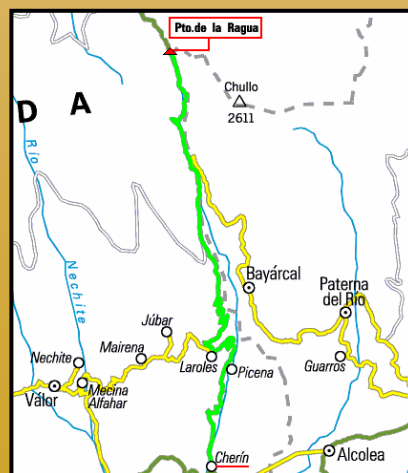 Pto.de la Ragua
Chullo
2611
D A
Río
Nechite
Bayárcal
Paterna
del Río
Júbar
Mairena
Nechite
Laroles
Picena
Guarros
Mecina
Alfahar
Válor
Cherín
Alcolea